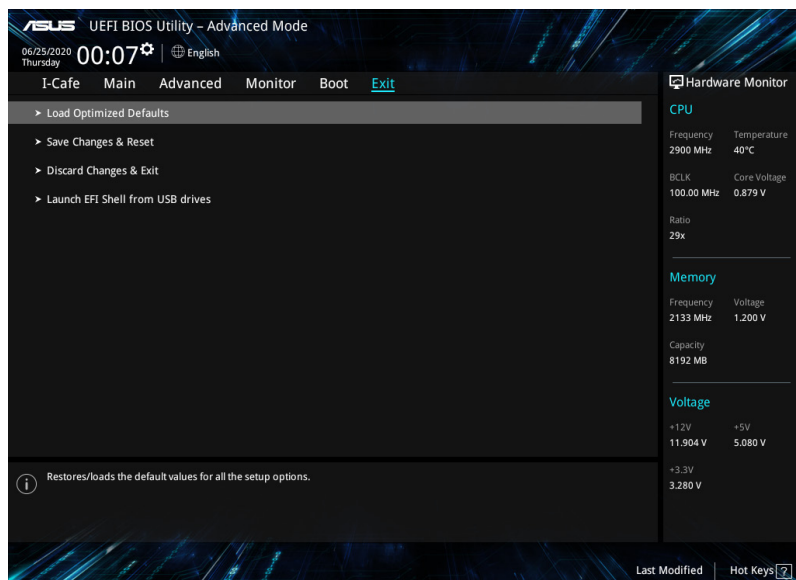 ASUS UEFI BIOS Utility – Advanced Mode
06/25/2020
Thursday
00:07
English
I-Cafe Main Advanced Monitor Boot Exit
Load Optimized Defaults
Save Changes & Reset
Discard Changes & Exit
Launch EFI Shell from USB drives
Restores/loads the default values for all the setup options.
Hardware Monitor
CPU
Frequency Temperature
2900 MHz 40°C
BCLK Core Voltage
100.00 MHz 0.879 V
Ratio
29x
Memory
Frequency Voltage
2133 MHz 1.200 V
Capacity
8192 MB
Voltage
+12V +5V
11.904 V 5.080 V
+3.3V
3.280 V
Last Modified Hot Keys ?